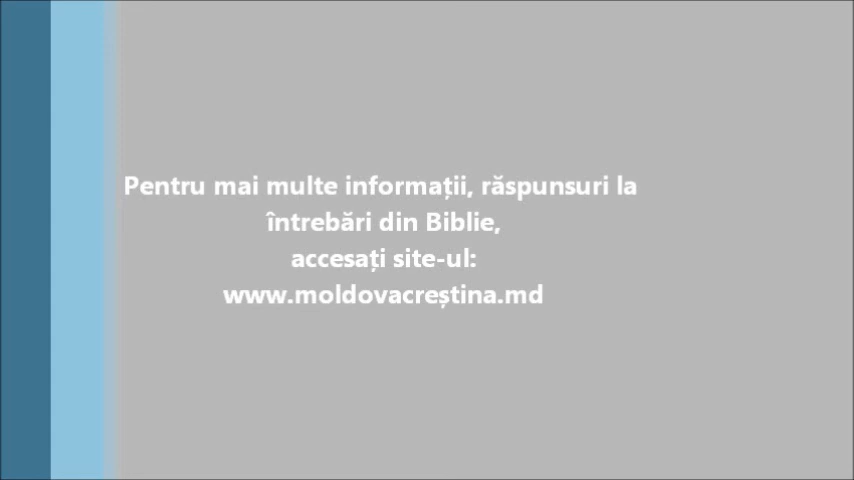 Pentru mai multe informații, răspunsuri la
întrebări din Biblie,
accesați site-ul:
www.moldovacreștina.md